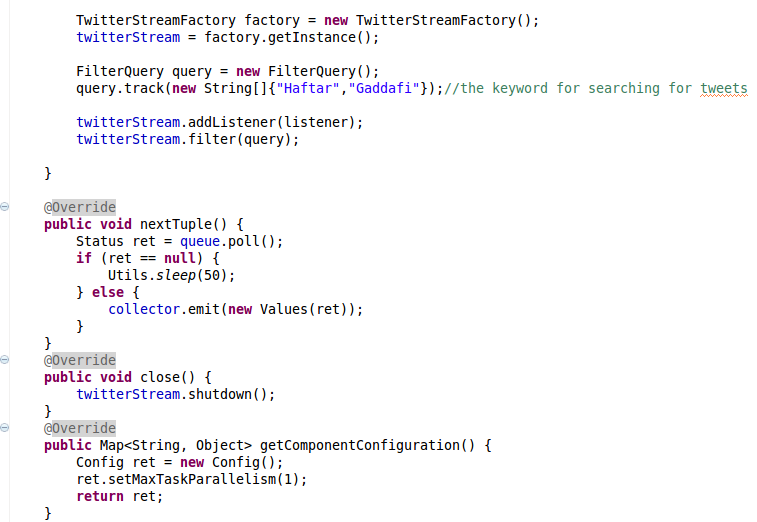 TwitterStreamFactory factory = new TwitterStreamFactory();
twitterStream = factory.getInstance();
FilterQuery query = new FilterQuery();
query.track(new String[]{"Haftar","Gaddafi"});//the keyword for searching for tweets
twitterStream.addListener(listener);
twitterStream.filter(query);
}
@Override
public void nextTuple() {
Status ret = queue.poll();
if (ret == null) {
Utils.sleep(50);
} else {
collector.emit(new Values(ret));
}
}
@Override
public void close() {
twitterStream.shutdown();
}
@Override
public Map<String, Object> getComponentConfiguration() {
Config ret = new Config();
ret.setMaxTaskParallelism(1);
return ret;
}